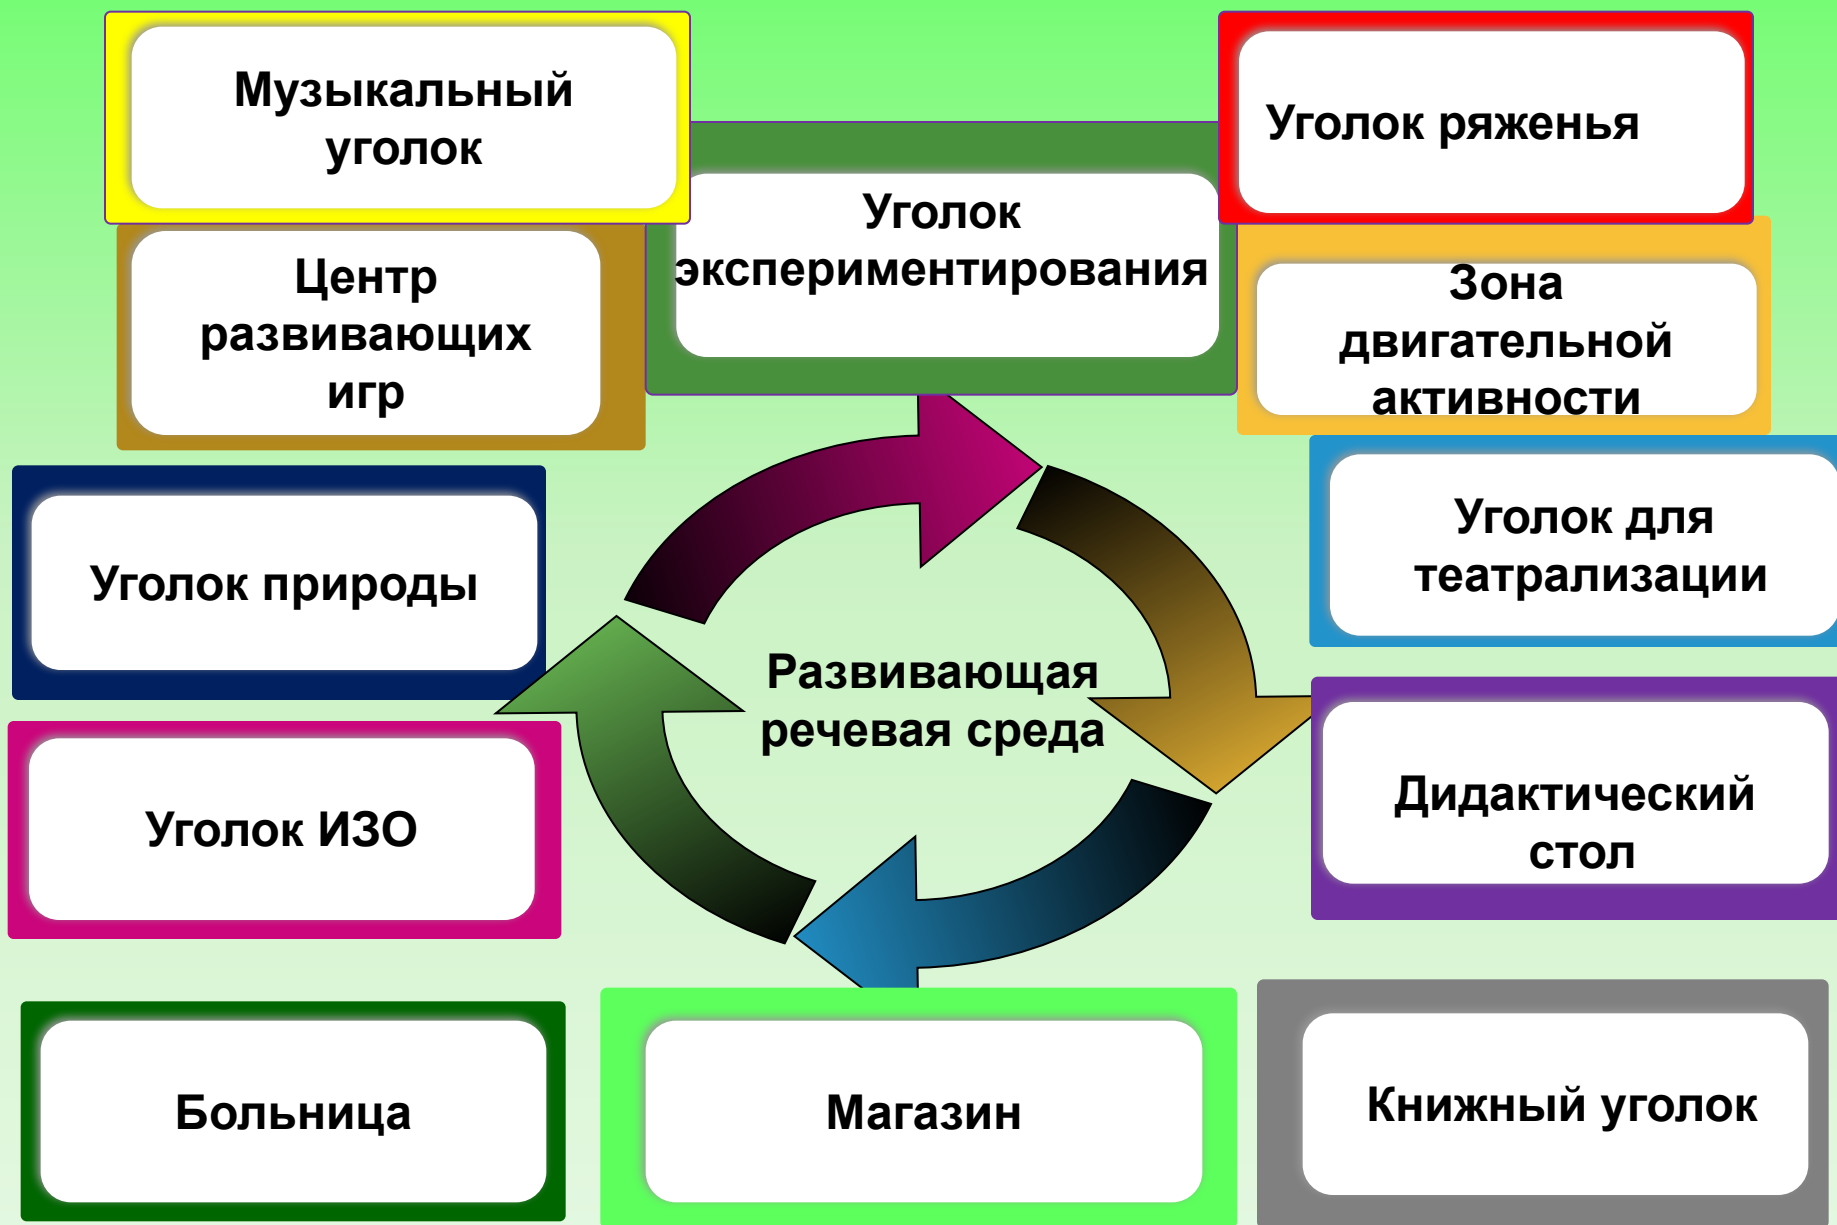 Музыкальный
уголок
Уголок ряженья
Уголок
экспериментирования
Центр
развивающих
игр
Зона
двигательной
активности
Уголок природы
Уголок для
театрализации
Развивающая
речевая среда
Уголок ИЗО
Дидактический
стол
Больница
Магазин
Книжный уголок